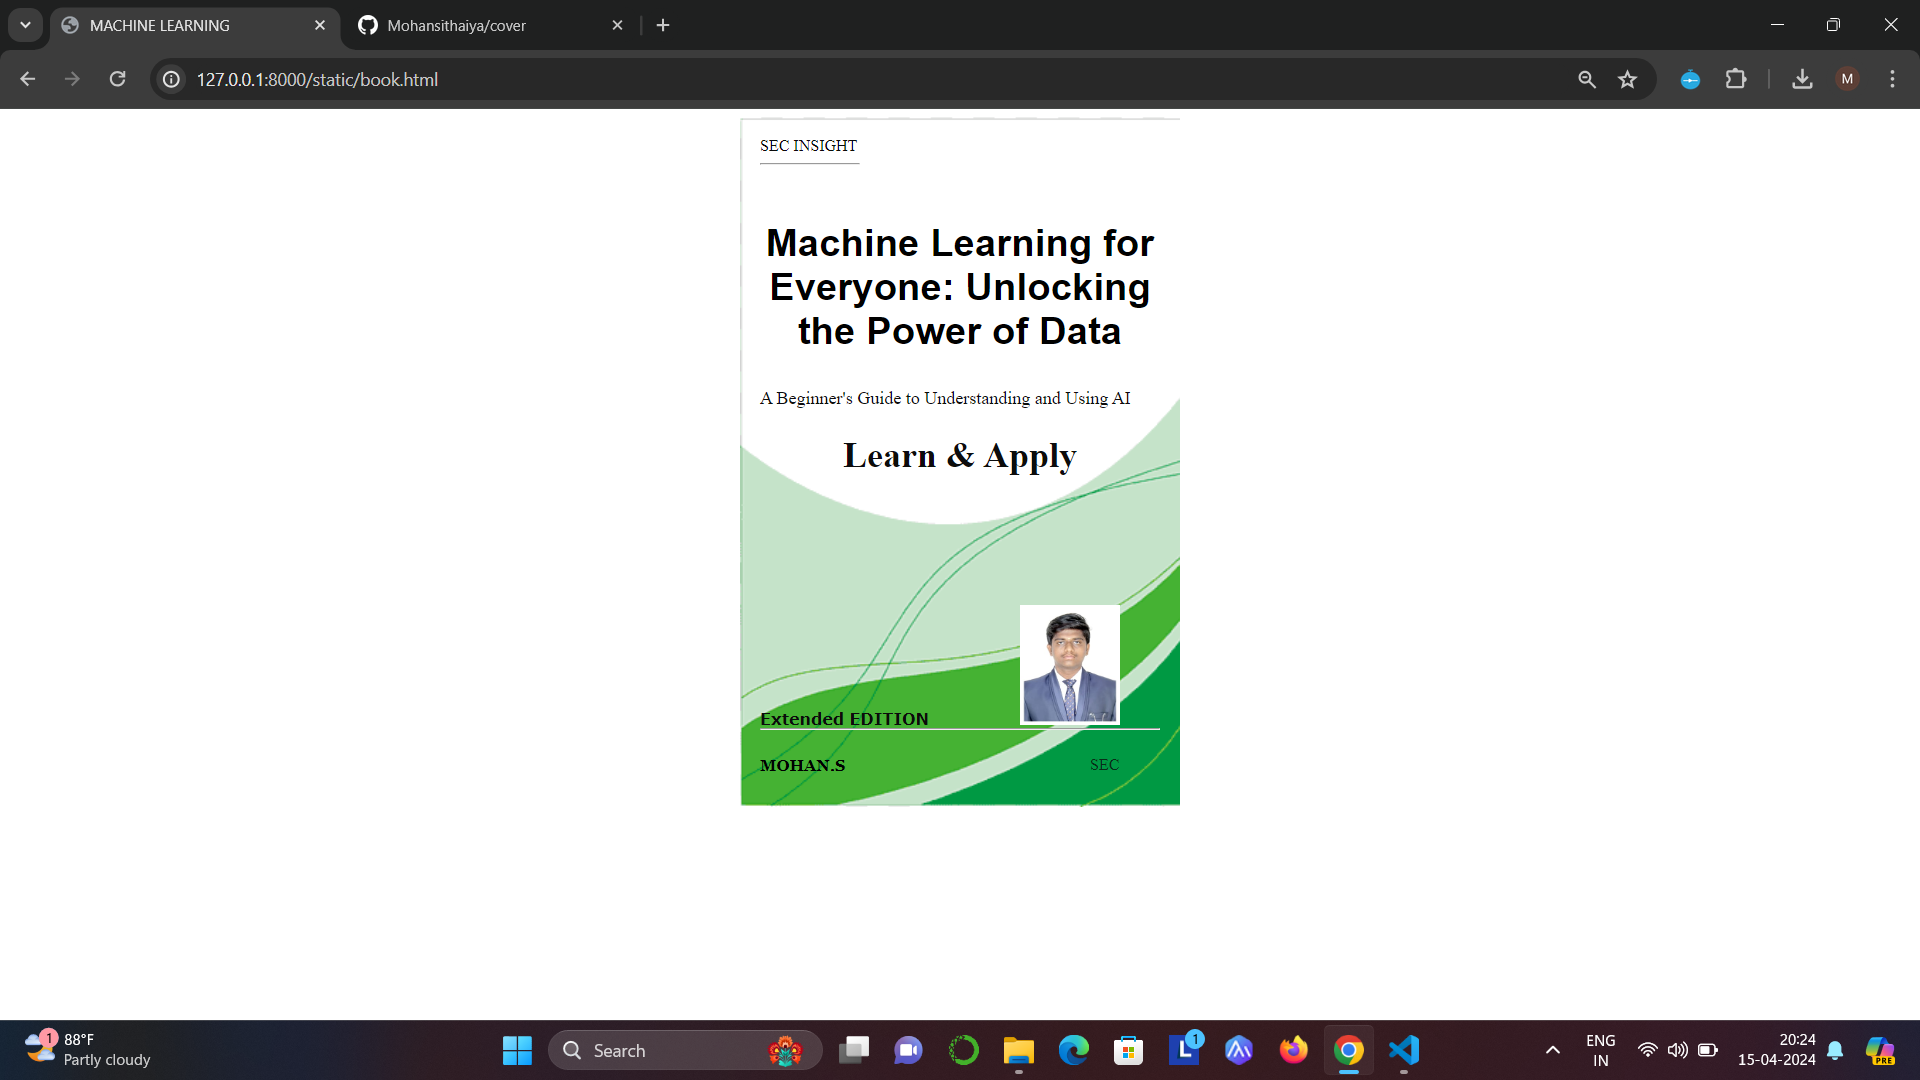 MACHINE LEARNING
Mohansithaiya/cover
127.0.0.1:8000/static/book.html
M
SEC INSIGHT
Machine Learning for
Everyone: Unlocking
the Power of Data
A Beginner's Guide to Understanding and Using AI
Learn & Apply
Extended EDITION
MOHAN.S
SEC
1
88°F
Partly cloudy
Search
L
1
ENG
IN
20:24
15-04-2024
PRE